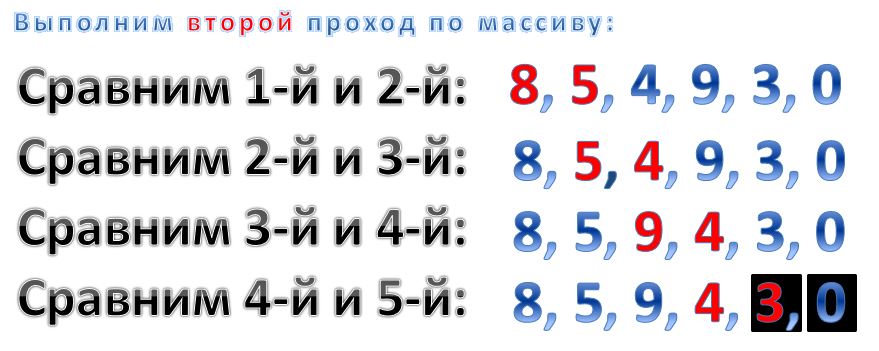 Выполним второй проход по массиву:
Сравним 1-й и 2-й: 8, 5, 4, 9, 3, 0
Сравним 2-й и 3-й: 8, 5, 4, 9, 3, 0
Сравним 3-й и 4-й: 8, 5, 9, 4, 3, 0
Сравним 4-й и 5-й: 8, 5, 9, 4, 3, 0